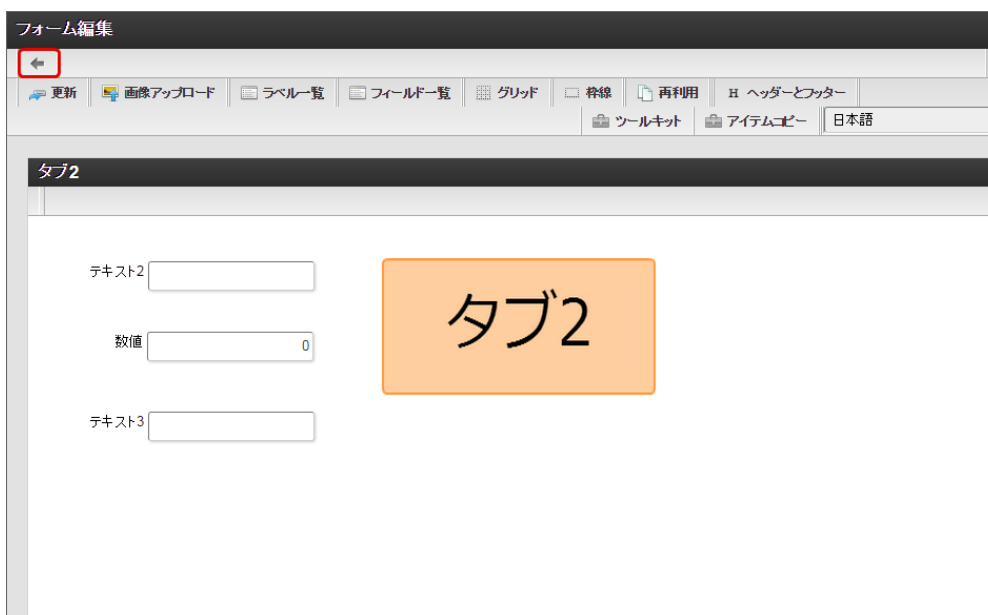 フォーム編集
更新 画像アップロード ラベル一覧 フィールド一覧 グリッド 枠線 再利用 H ヘッダーとフッター
ツールキット アイテムコピー 日本語
タブ2
テキスト2
タブ2
数値 0
テキスト3